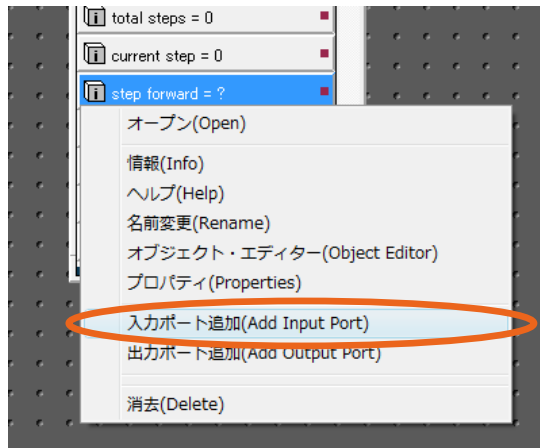 total steps = 0
current step = 0
step forward = ?
オープン(Open)
情報(Info)
ヘルプ(Help)
名前変更(Rename)
オブジェクト・エディター(Object Editor)
プロパティ(Properties)
入力ポート追加(Add Input Port)
出力ポート追加(Add Output Port)
消去(Delete)